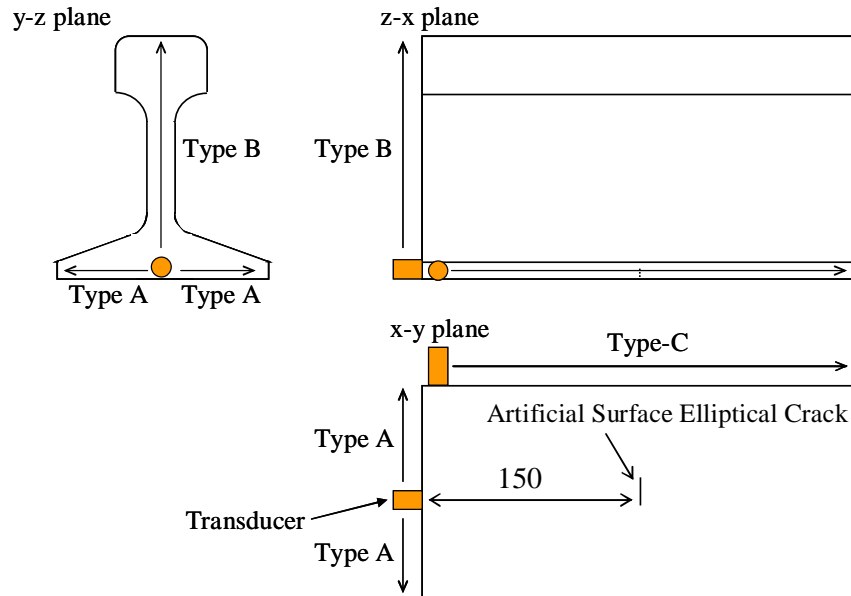 y-z plane
Type B
Type A
Type A
z-x plane
Type B
x-y plane
Type-C
Artificial Surface Elliptical Crack
Type A
150
Transducer
Type A